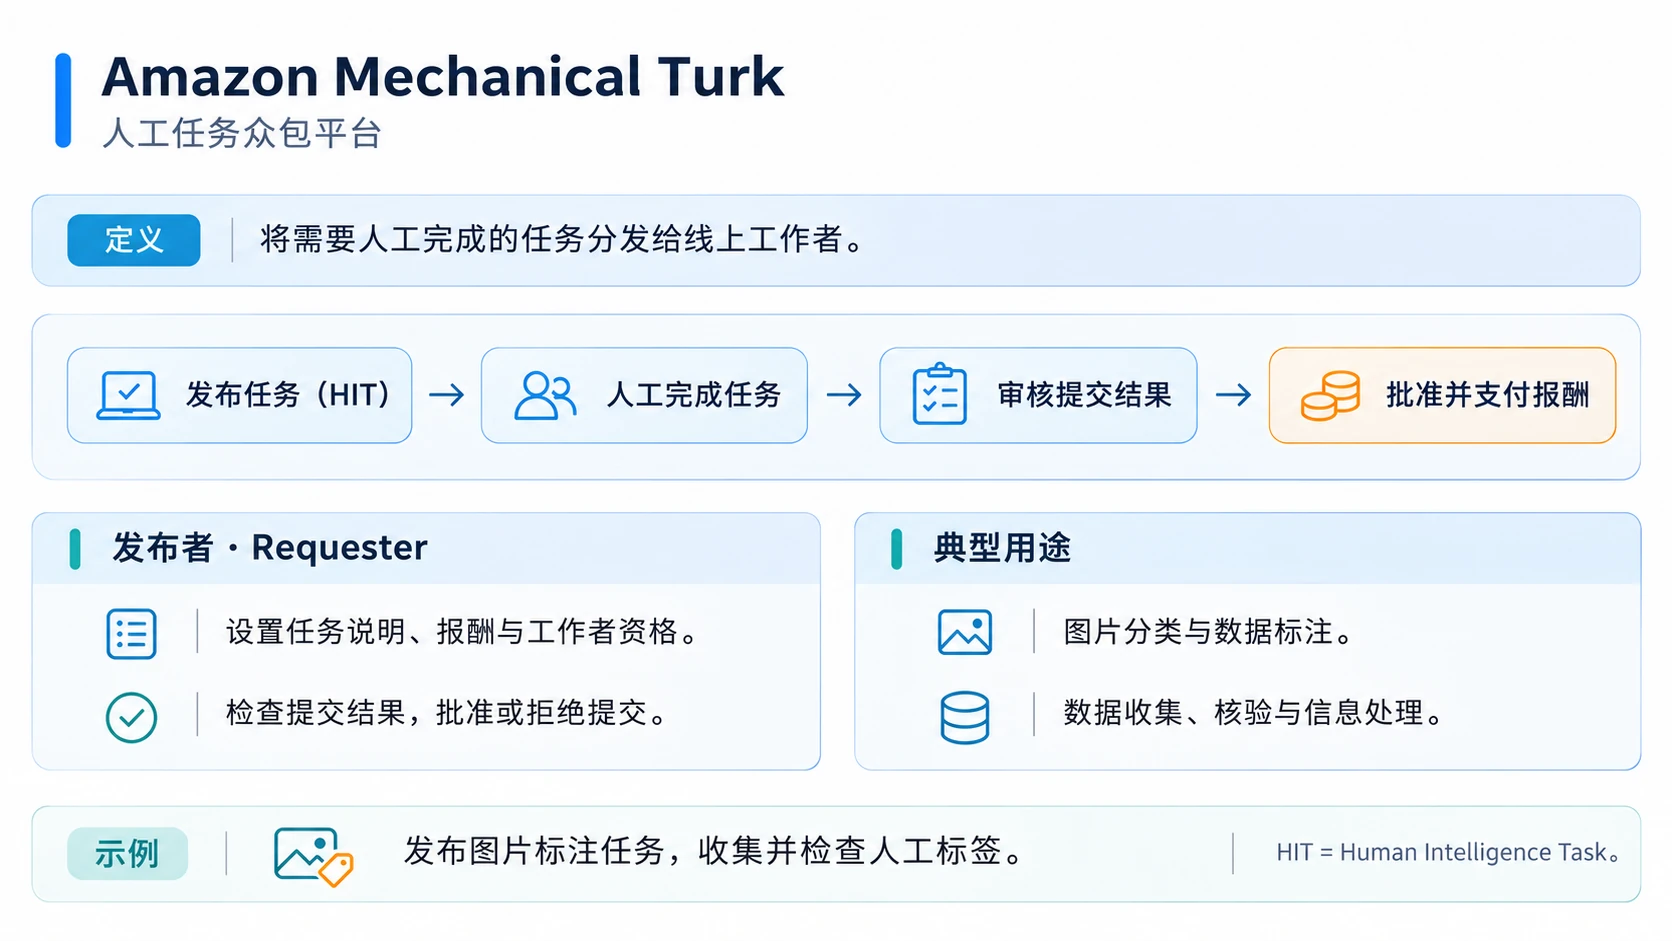 Amazon Mechanical Turk
人工任务众包平台
定义
将需要人工完成的任务分发给线上工作者。
发布任务（HIT）
人工完成任务
审核提交结果
批准并支付报酬
发布者 · Requester
设置任务说明、报酬与工作者资格。
检查提交结果，批准或拒绝提交。
典型用途
图片分类与数据标注。
数据收集、核验与信息处理。
示例
发布图片标注任务，收集并检查人工标签。
HIT = Human Intelligence Task。